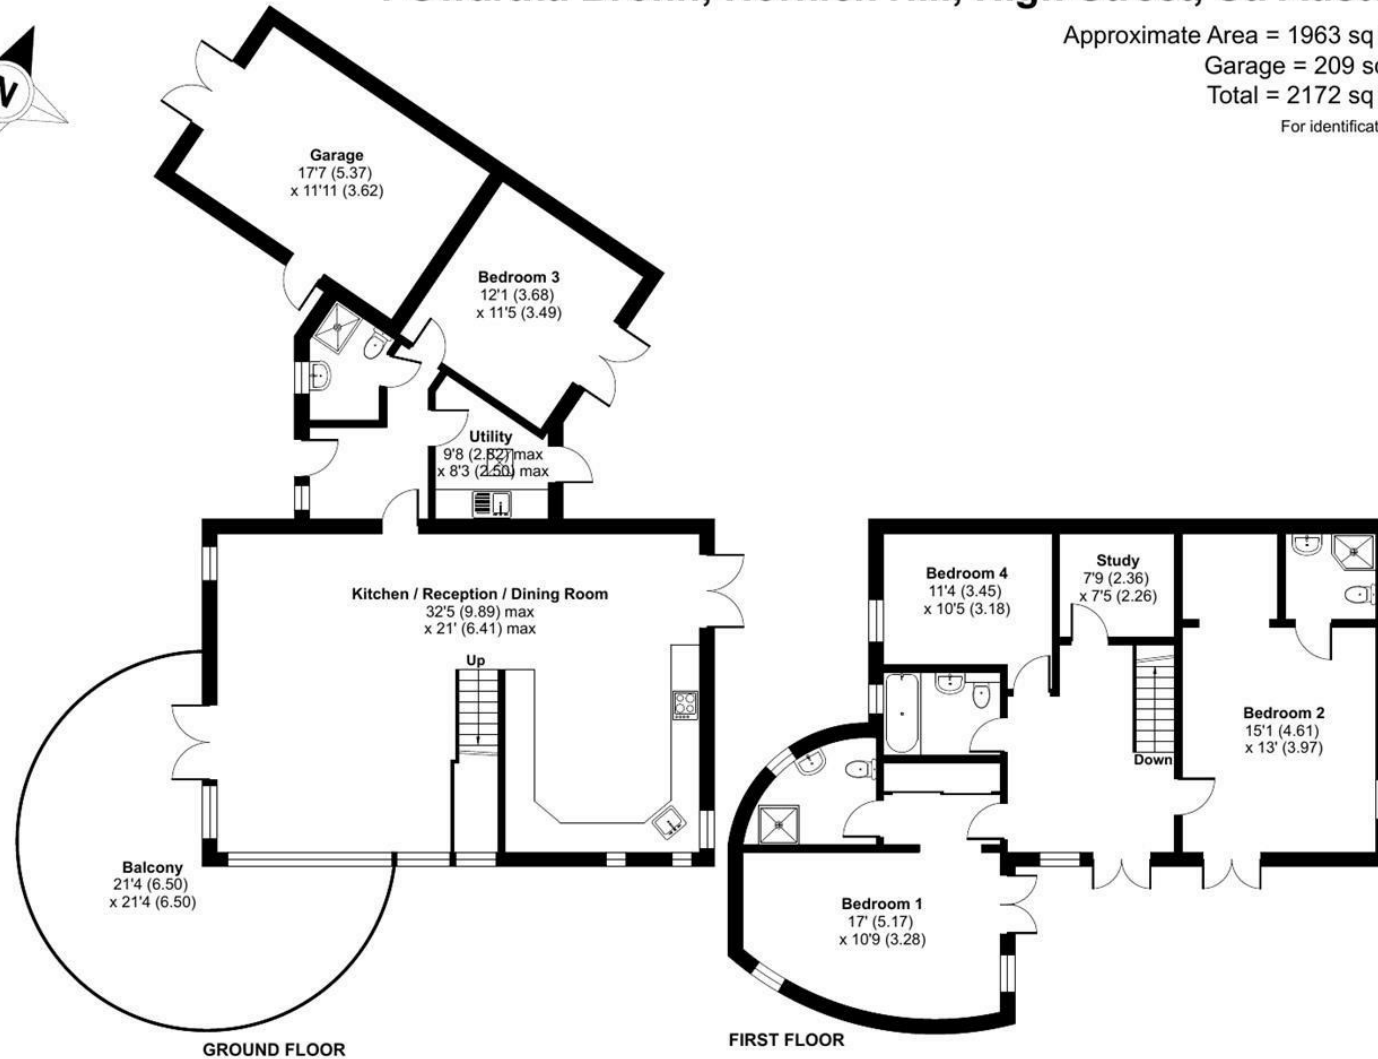 Approximate Area = 1963 sq
Garage = 209
Total = 2172 sq
For
N
Garage
17'7 (5.37)
x 11'11 (3.62)
Bedroom 3
12'1 (3.68)
x 11'5 (3.49)
Utility
9'8 (2.82) max
x 8'3 (2.50) max
Kitchen / Reception / Dining Room
32'5 (9.89) max
x 21' (6.41) max
Up
Balcony
21'4 (6.50)
x 21'4 (6.50)
GROUND FLOOR
Bedroom 4
11'4 (3.45)
x 10'5 (3.18)
Study
7'9 (2.36)
x 7'5 (2.26)
Bedroom 2
15'1 (4.61)
x 13' (3.97)
Down
Bedroom 1
17' (5.17)
x 10'9 (3.28)
FIRST FLOOR